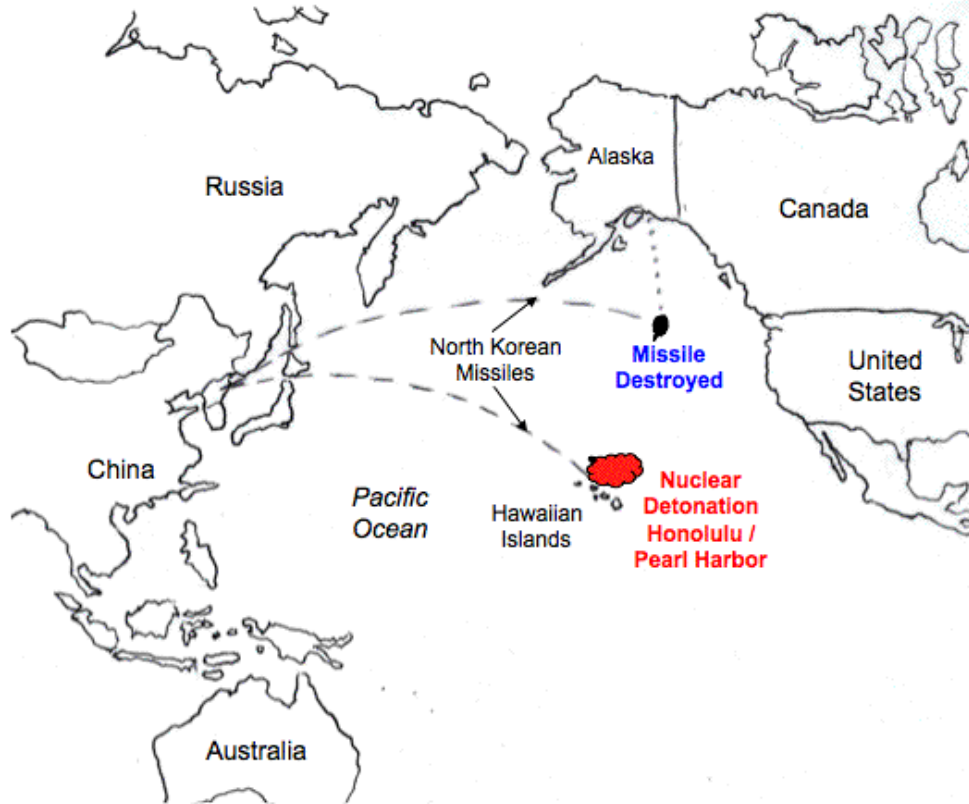 Alaska
Russia
Canada
North Korean
Missiles
Missile
Destroyed
United
States
China
Pacific
Ocean
Hawaiian
Islands
Nuclear
Detonation
Honolulu /
Pearl Harbor
Australia